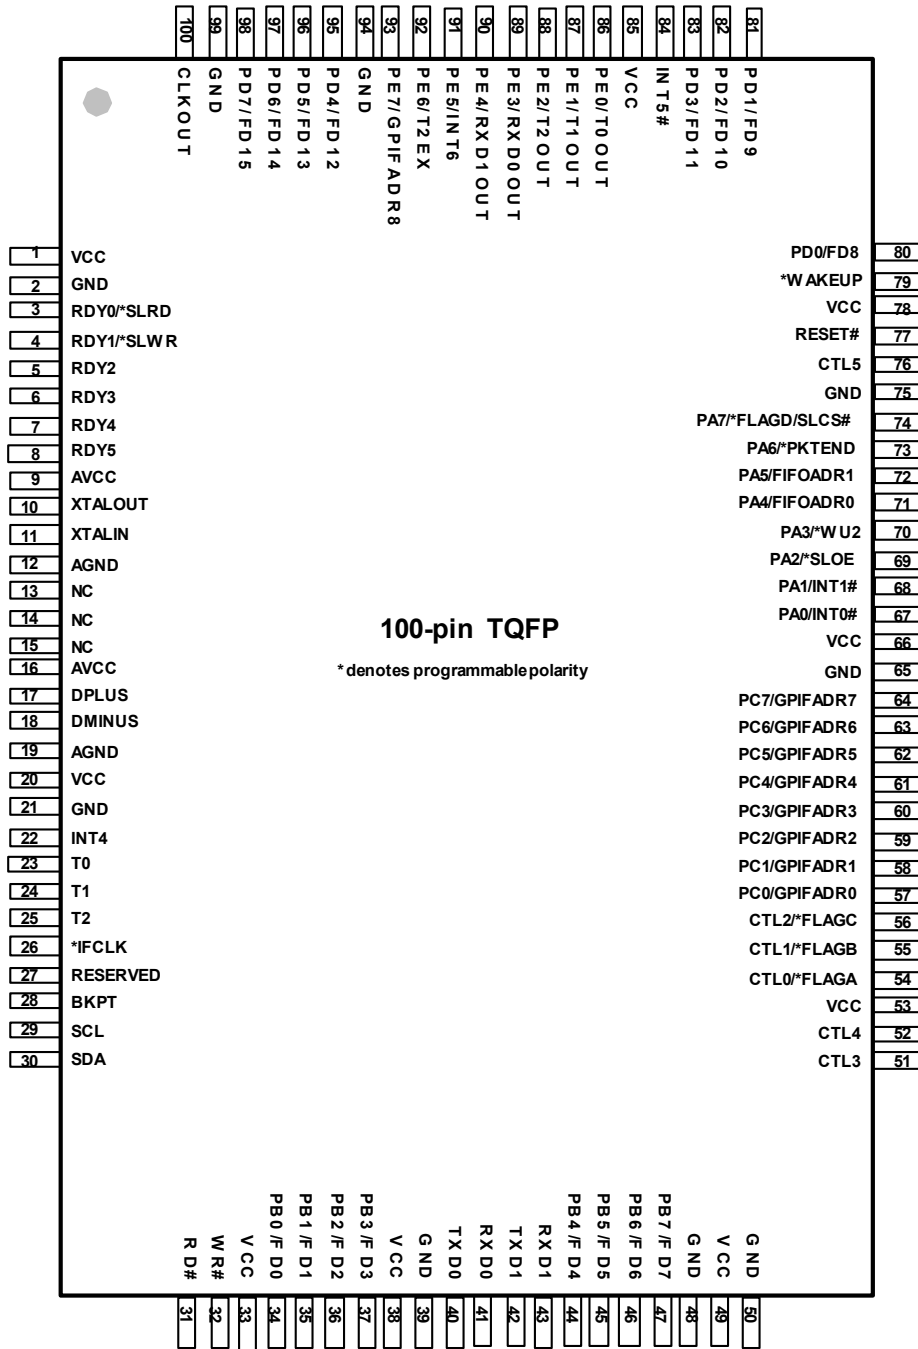 100 99 98 97 96 95 94 93 92 91 90 89 88 87 86 85 84 83 82 81
CLKOUT
GND
PD7/FD15
PD6/FD14
PD5/FD13
PD4/FD12
GND
PE7/GPIFADR8
PE6/T2EX
PE5/INT6
PE4/RXD1OUT
PE3/RXD0OUT
PE2/T2OUT
PE1/T1OUT
PE0/T0OUT
VCC
INT5#
PD3/FD11
PD2/FD10
PD1/FD9
1 VCC
2 GND
3 RDY0/*SLRD
4 RDY1/*SLWR
5 RDY2
6 RDY3
7 RDY4
8 RDY5
9 AVCC
10 XTALOUT
11 XTALIN
12 AGND
13 NC
14 NC
15 NC
16 AVCC
17 DPLUS
18 DMINUS
19 AGND
20 VCC
21 GND
22 INT4
23 T0
24 T1
25 T2
26 *IFCLK
27 RESERVED
28 BKPT
29 SCL
30 SDA
100-pin TQFP
* denotes programmable polarity
PD0/FD8 80
*WAKEUP 79
VCC 78
RESET# 77
CTL5 76
GND 75
PA7/*FLAGD/SLCS# 74
PA6/*PKTEND 73
PA5/FIFOADR1 72
PA4/FIFOADR0 71
PA3/*WU2 70
PA2/*SLOE 69
PA1/INT1# 68
PA0/INT0# 67
VCC 66
GND 65
PC7/GPIFADR7 64
PC6/GPIFADR6 63
PC5/GPIFADR5 62
PC4/GPIFADR4 61
PC3/GPIFADR3 60
PC2/GPIFADR2 59
PC1/GPIFADR1 58
PC0/GPIFADR0 57
CTL2/*FLAGC 56
CTL1/*FLAGB 55
CTL0/*FLAGA 54
VCC 53
CTL4 52
CTL3 51
RD#
WR#
VCC
PB0/FD0
PB1/FD1
PB2/FD2
PB3/FD3
VCC
GND
TXD0
RXD0
TXD1
RXD1
PB4/FD4
PB5/FD5
PB6/FD6
PB7/FD7
GND
VCC
GND
31 32 33 34 35 36 37 38 39 40 41 42 43 44 45 46 47 48 49 50